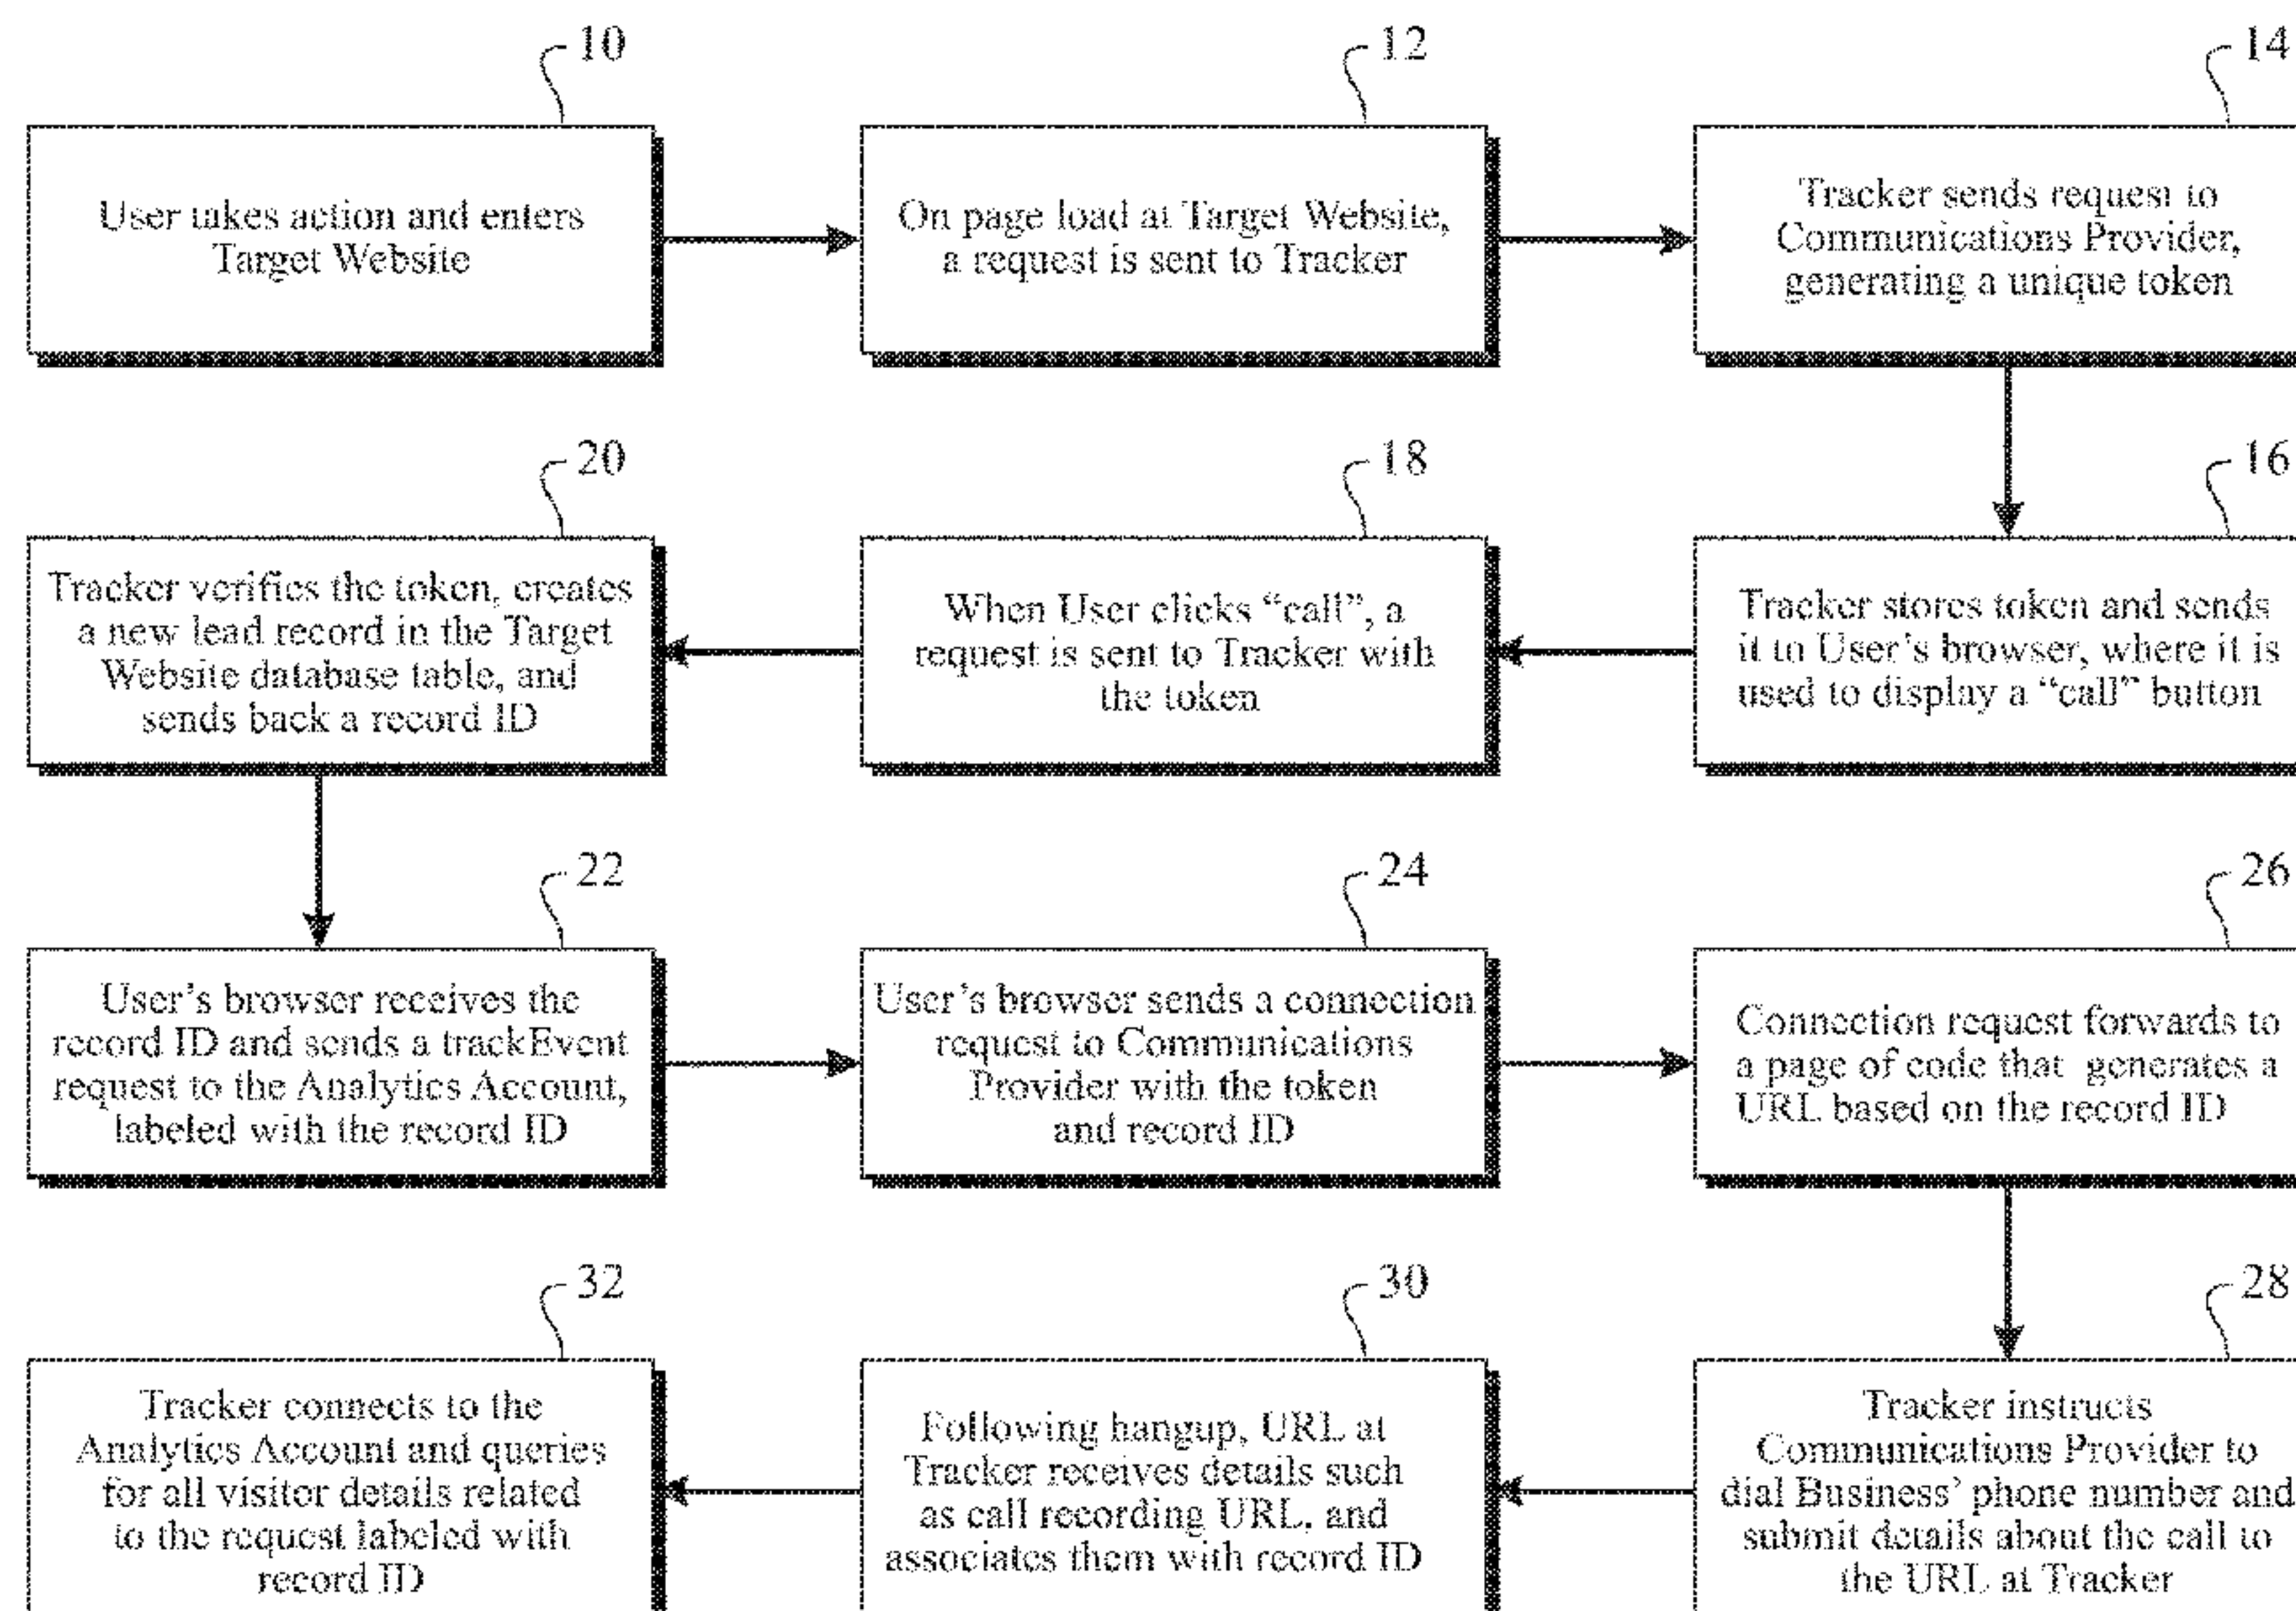 10
User takes action and enters
Target Website
12
On page load at Target Website,
a request is sent to Tracker
14
Tracker sends request to
Communications Provider,
generating a unique token
16
Tracker stores token and sends
it to User's browser, where it is
used to display a “call” button
18
When User clicks “call”, a
request is sent to Tracker with
the token
20
Tracker verifies the token, creates
a new lead record in the Target
Website database table, and
sends back a record ID
22
User's browser receives the
record ID and sends a trackEvent
request to the Analytics Account,
labeled with the record ID
24
User's browser sends a connection
request to Communications
Provider with the token
and record ID
26
Connection request forwards to
a page of code that generates a
URL based on the record ID
28
Tracker instructs
Communications Provider to
dial Business' phone number and
submit details about the call to
the URL at Tracker
30
Following hangup, URL at
Tracker receives details such
as call recording URL, and
associates them with record ID
32
Tracker connects to the
Analytics Account and queries
for all visitor details related
to the request labeled with
record ID